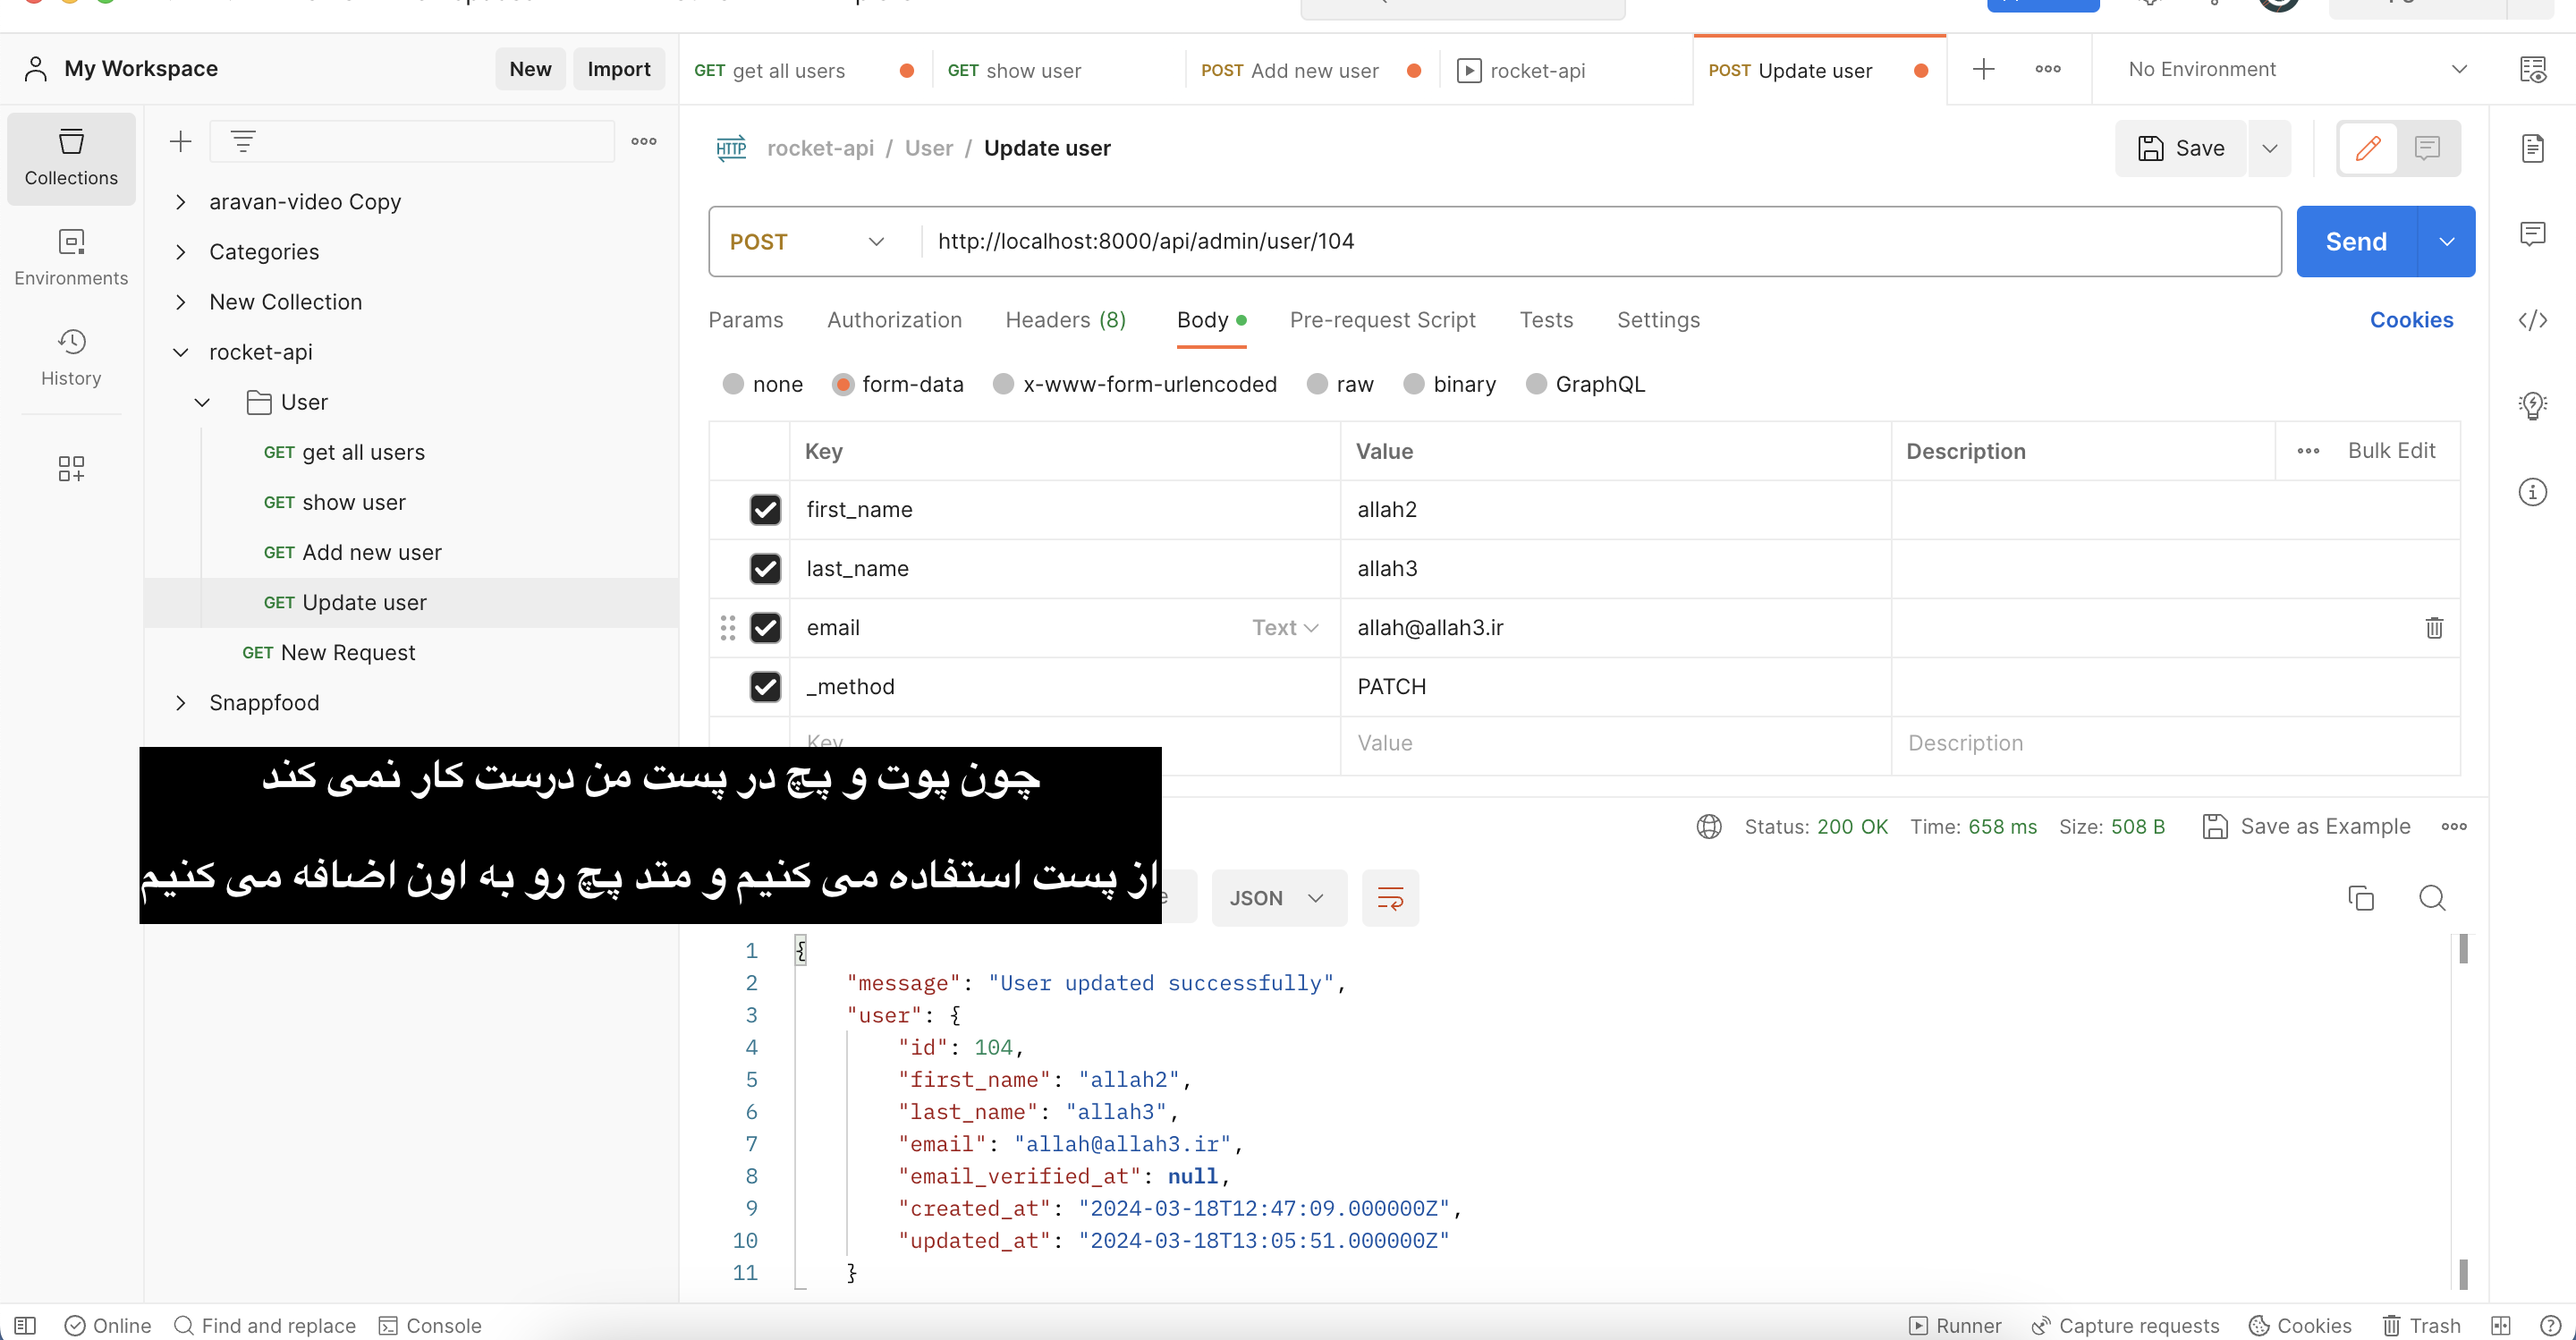 My Workspace
New
Import
GET get all users
GET show user
POST Add new user
rocket-api
POST Update user
No Environment
Collections
Environments
History
aravan-video Copy
Categories
New Collection
rocket-api
User
GET get all users
GET show user
GET Add new user
GET Update user
GET New Request
Snappfood
HTTP rocket-api / User / Update user
Save
POST http://localhost:8000/api/admin/user/104
Send
Params Authorization Headers (8) Body Pre-request Script Tests Settings
Cookies
none form-data x-www-form-urlencoded raw binary GraphQL
Key Value Description Bulk Edit
first_name allah2
last_name allah3
email Text allah@allah3.ir
_method PATCH
Key Value Description
چون پوت و پچ در پست من درست کار نمی کند
از پست استفاده می کنیم و متد پچ رو به اون اضافه می کنیم
Status: 200 OK Time: 658 ms Size: 508 B Save as Example
JSON
1 {
2 "message": "User updated successfully",
3 "user": {
4 "id": 104,
5 "first_name": "allah2",
6 "last_name": "allah3",
7 "email": "allah@allah3.ir",
8 "email_verified_at": null,
9 "created_at": "2024-03-18T12:47:09.000000Z",
10 "updated_at": "2024-03-18T13:05:51.000000Z"
11 }
Online Find and replace Console
Runner Capture requests Cookies Trash